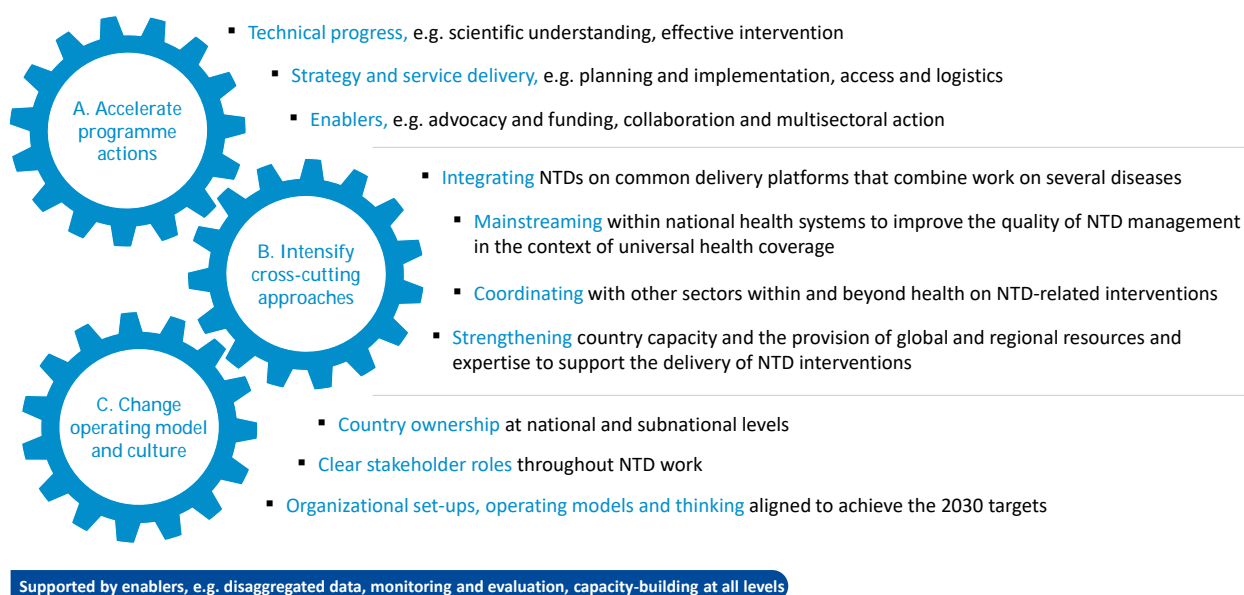 A. Accelerate
programme
actions
▪ Technical progress, e.g. scientific understanding, effective intervention
▪ Strategy and service delivery, e.g. planning and implementation, access and logistics
▪ Enablers, e.g. advocacy and funding, collaboration and multisectoral action
B. Intensify
cross-cutting
approaches
▪ Integrating NTDs on common delivery platforms that combine work on several diseases
▪ Mainstreaming within national health systems to improve the quality of NTD management
in the context of universal health coverage
▪ Coordinating with other sectors within and beyond health on NTD-related interventions
▪ Strengthening country capacity and the provision of global and regional resources and
expertise to support the delivery of NTD interventions
C. Change
operating model
and culture
▪ Country ownership at national and subnational levels
▪ Clear stakeholder roles throughout NTD work
▪ Organizational set-ups, operating models and thinking aligned to achieve the 2030 targets
Supported by enablers, e.g. disaggregated data, monitoring and evaluation, capacity-building at all levels